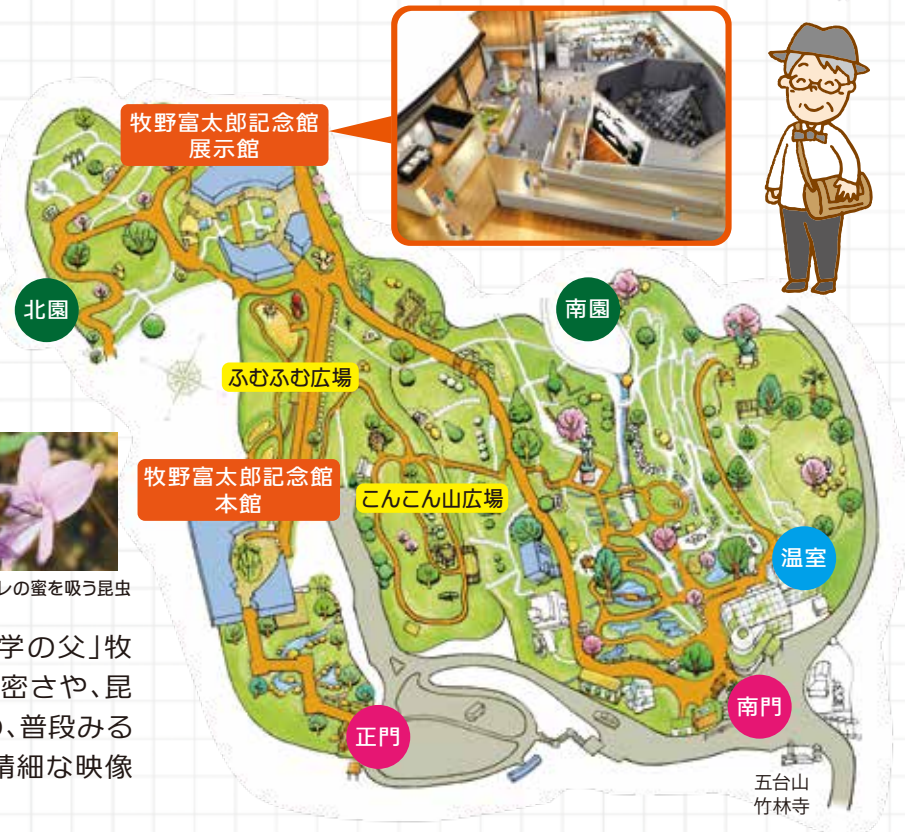 牧野富太郎記念館
展示館
北園
南園
ふむふむ広場
牧野富太郎記念館
本館
こんこん山広場
温室
レの蜜を吸う昆虫
学の父」牧
密さや、昆
、普段みる
精細な映像
正門
南門
五台山
竹林寺